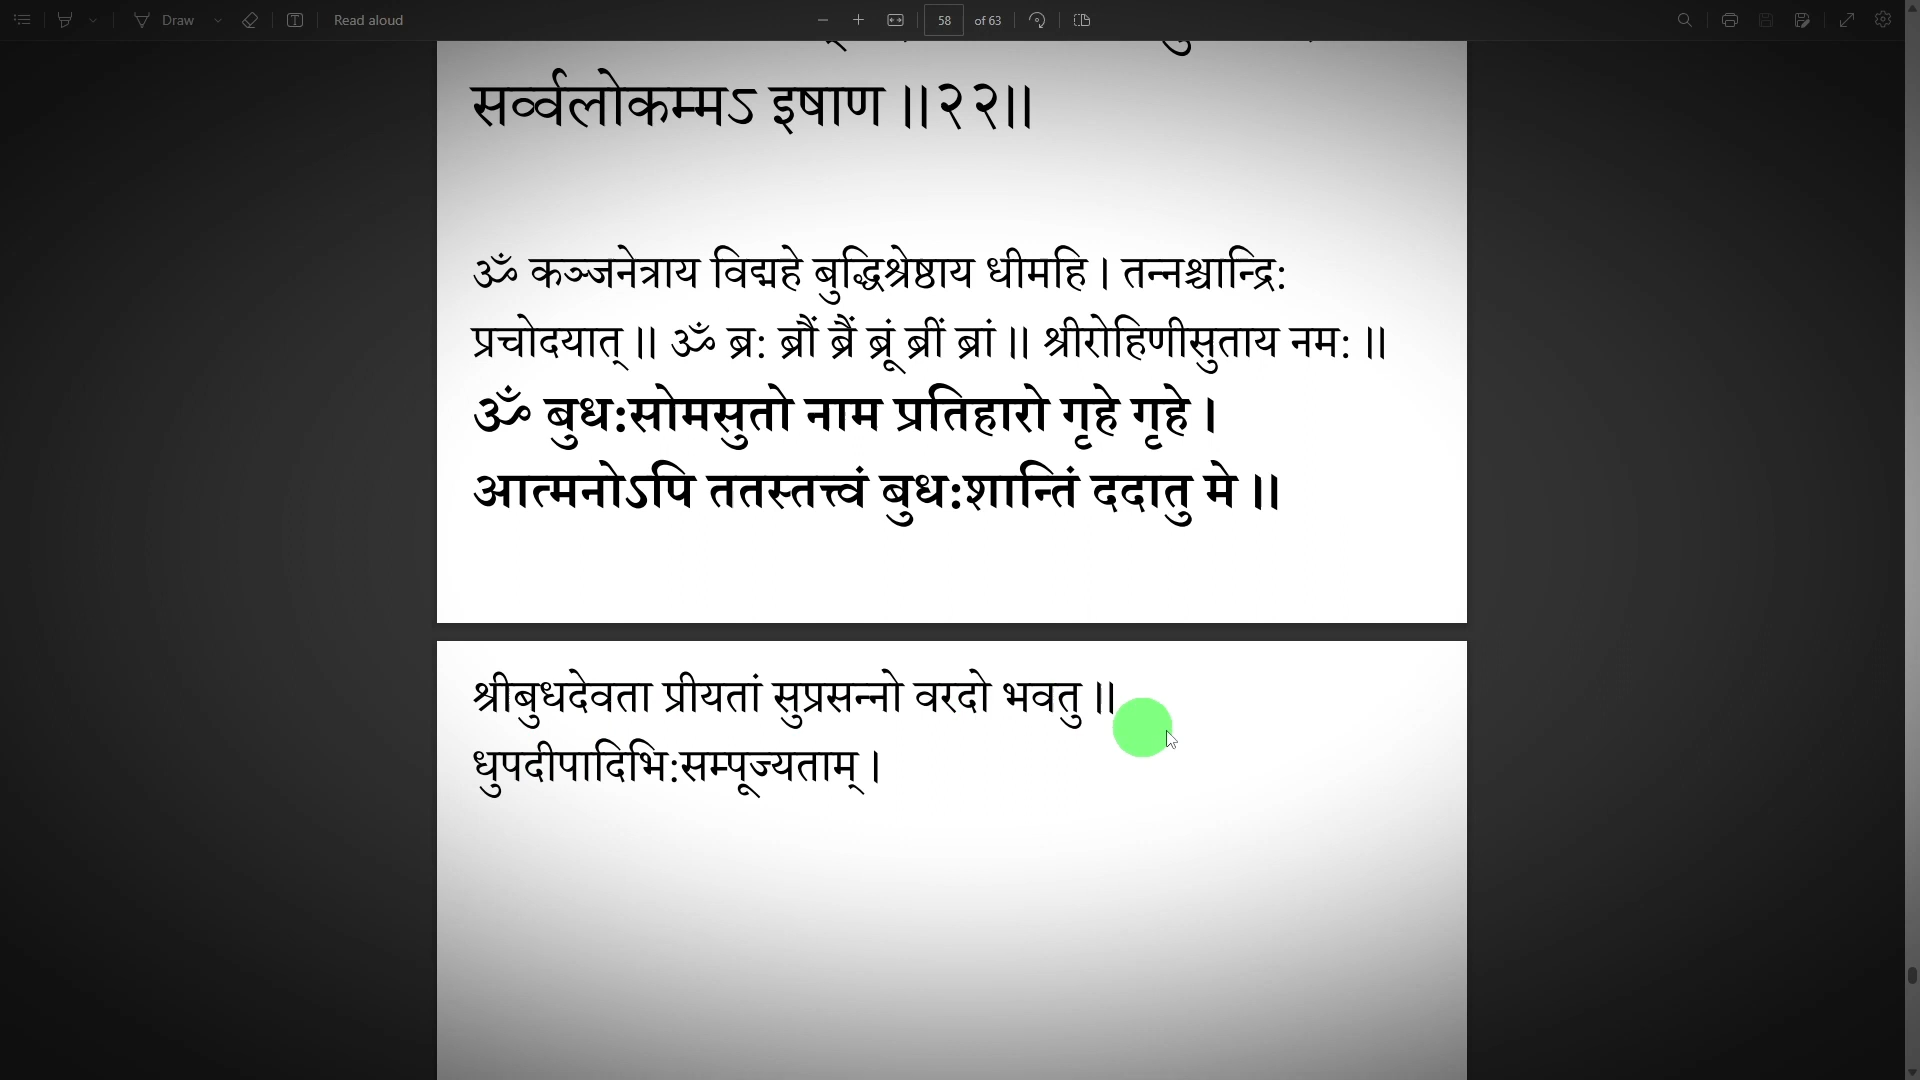 Draw
Read aloud
58 of 63
सर्व्वलोकम्मऽ इषाण ॥२२॥
ॐ कञ्जनेत्राय विद्महे बुद्धिश्रेष्ठाय धीमहि । तन्नश्चान्द्रि:
प्रचोदयात् ॥ ॐ ब्र: ब्रौं ब्रैं ब्रूं ब्रीं ब्रां ॥ श्रीरोहिणीसुताय नम: ॥
ॐ बुध:सोमसुतो नाम प्रतिहारो गृहे गृहे ।
आत्मनोऽपि ततस्तत्त्वं बुध:शान्तिं ददातु मे ॥
श्रीबुधदेवता प्रीयतां सुप्रसन्नो वरदो भवतु ॥
धुपदीपादिभि:सम्पूज्यताम् ।